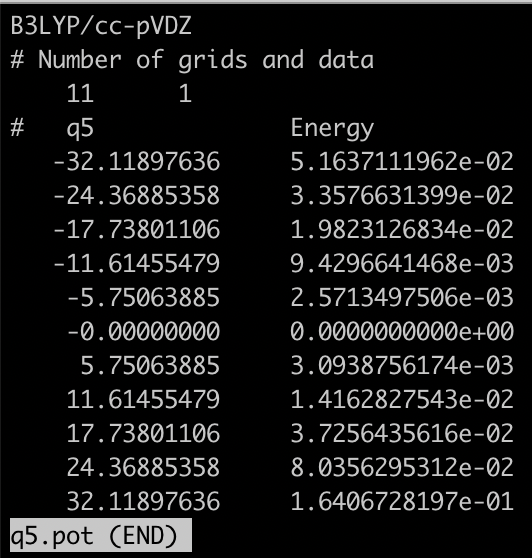 B3LYP/cc-pVDZ
# Number of grids and data
11 1
# q5 Energy
-32.11897636 5.1637111962e-02
-24.36885358 3.3576631399e-02
-17.73801106 1.9823126834e-02
-11.61455479 9.4296641468e-03
-5.75063885 2.5713497506e-03
-0.00000000 0.0000000000e+00
5.75063885 3.0938756174e-03
11.61455479 1.4162827543e-02
17.73801106 3.7256435616e-02
24.36885358 8.0356295312e-02
32.11897636 1.6406728197e-01
q5.pot (END)